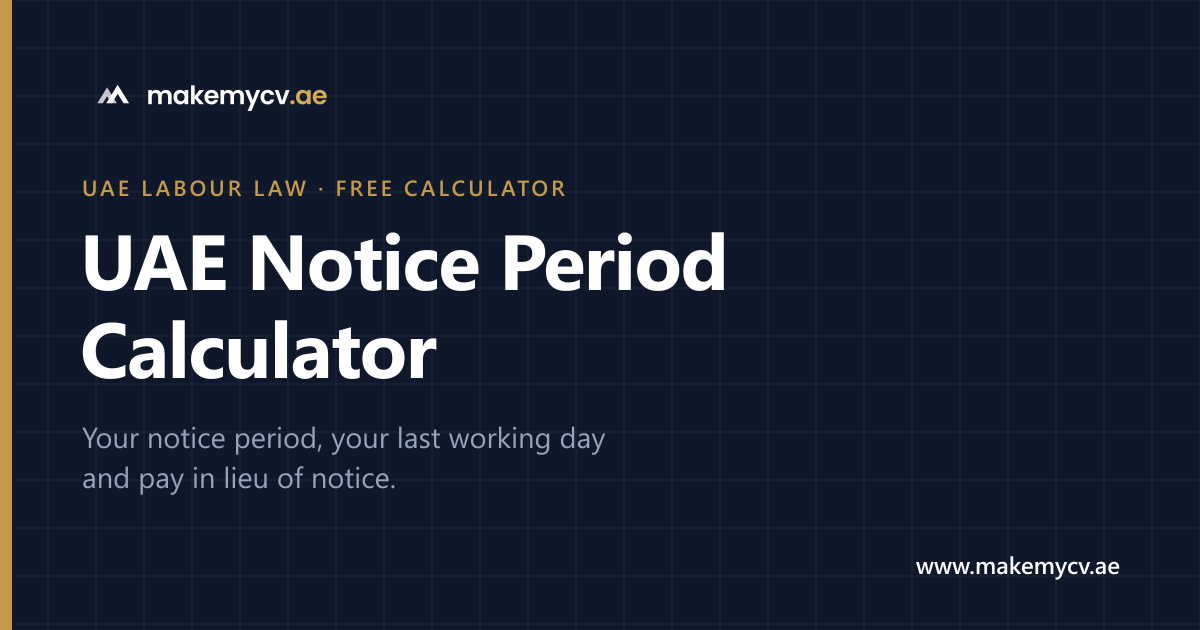 makemycv.ae
UAE LABOUR LAW · FREE CALCULATOR
UAE Notice Period
Calculator
Your notice period, your last working day
and pay in lieu of notice.
www.makemycv.ae